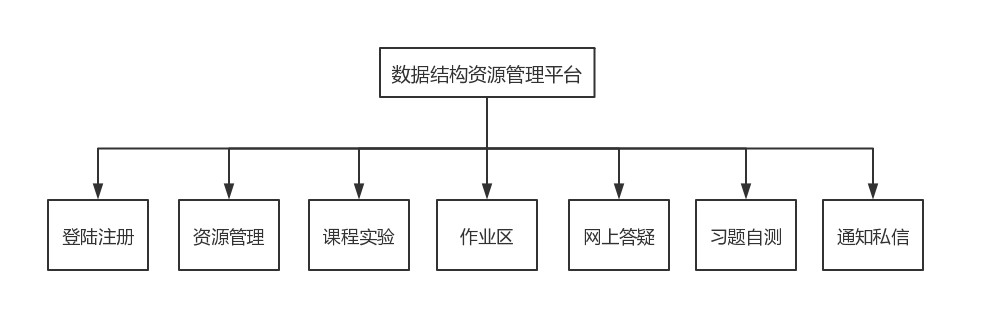 数据结构资源管理平台
登陆注册
资源管理
课程实验
作业区
网上答疑
习题自测
通知私信